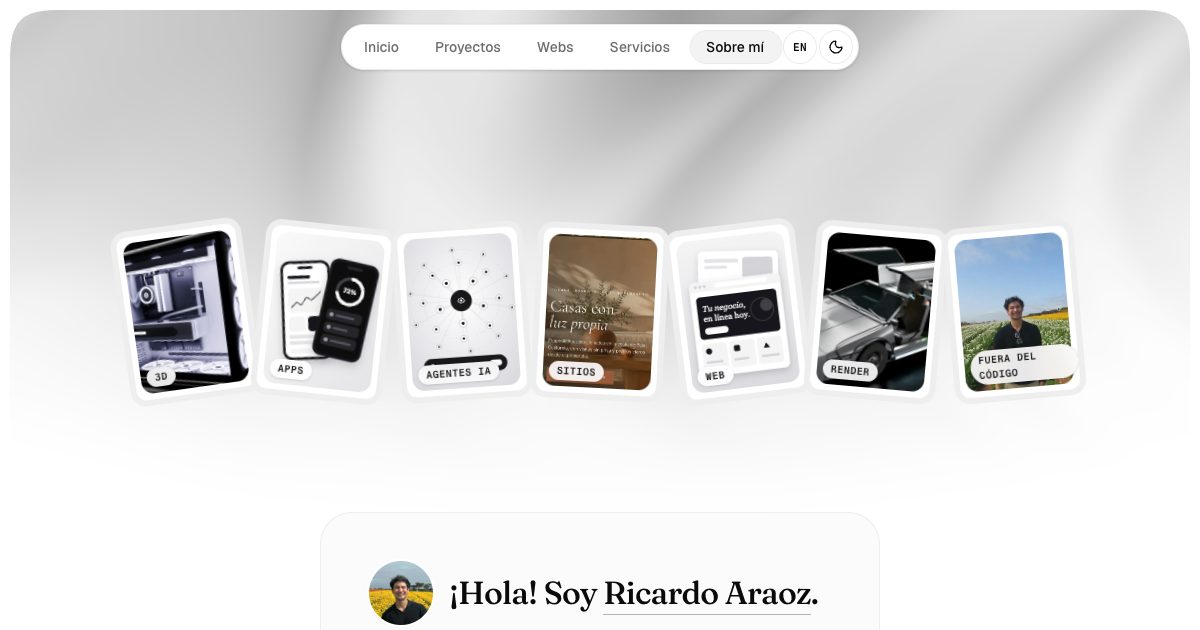 Inicio Proyectos Webs Servicios Sobre mí EN
72%
Casas con
luz propia
Tu negocio,
en línea hoy.
3D
APPS
AGENTES IA
SITIOS
WEB
RENDER
FUERA DEL
CÓDIGO
¡Hola! Soy Ricardo Araoz.